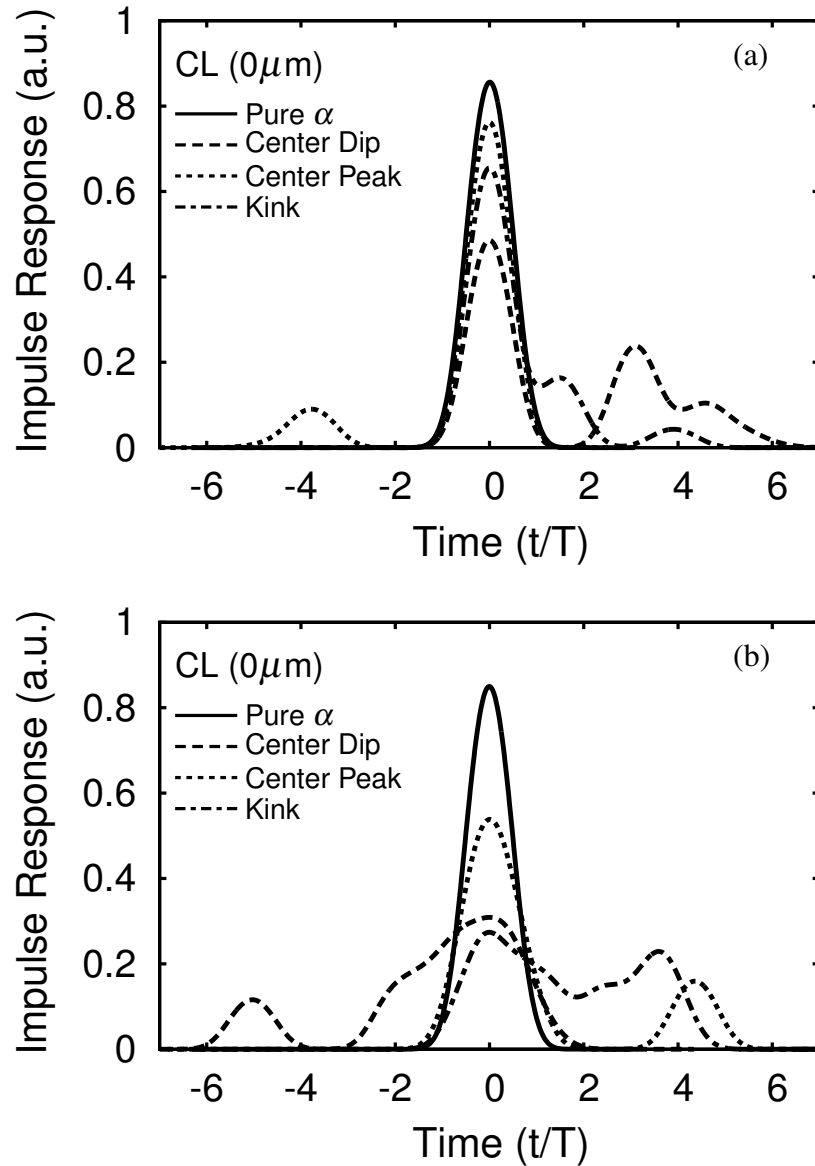 1
(a)
CL (0μm)
0.8
Pure α
Center Dip
0.6
Center Peak
Kink
0.4
0.2
0
-6 -4 -2 0 2 4 6
Time (t/T)
Impulse Response (a.u.)
1
(b)
CL (0μm)
0.8
Pure α
Center Dip
0.6
Center Peak
Kink
0.4
0.2
0
-6 -4 -2 0 2 4 6
Time (t/T)
Impulse Response (a.u.)